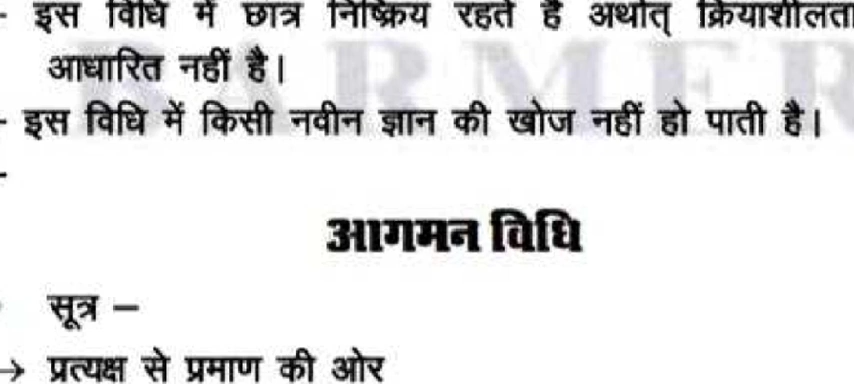 - इस विधि में छात्र निष्क्रिय रहते है अर्थात् क्रियाशीलता
आधारित नहीं है।
- इस विधि में किसी नवीन ज्ञान की खोज नहीं हो पाती है।
-
आगमन विधि
सूत्र –
→ प्रत्यक्ष से प्रमाण की ओर